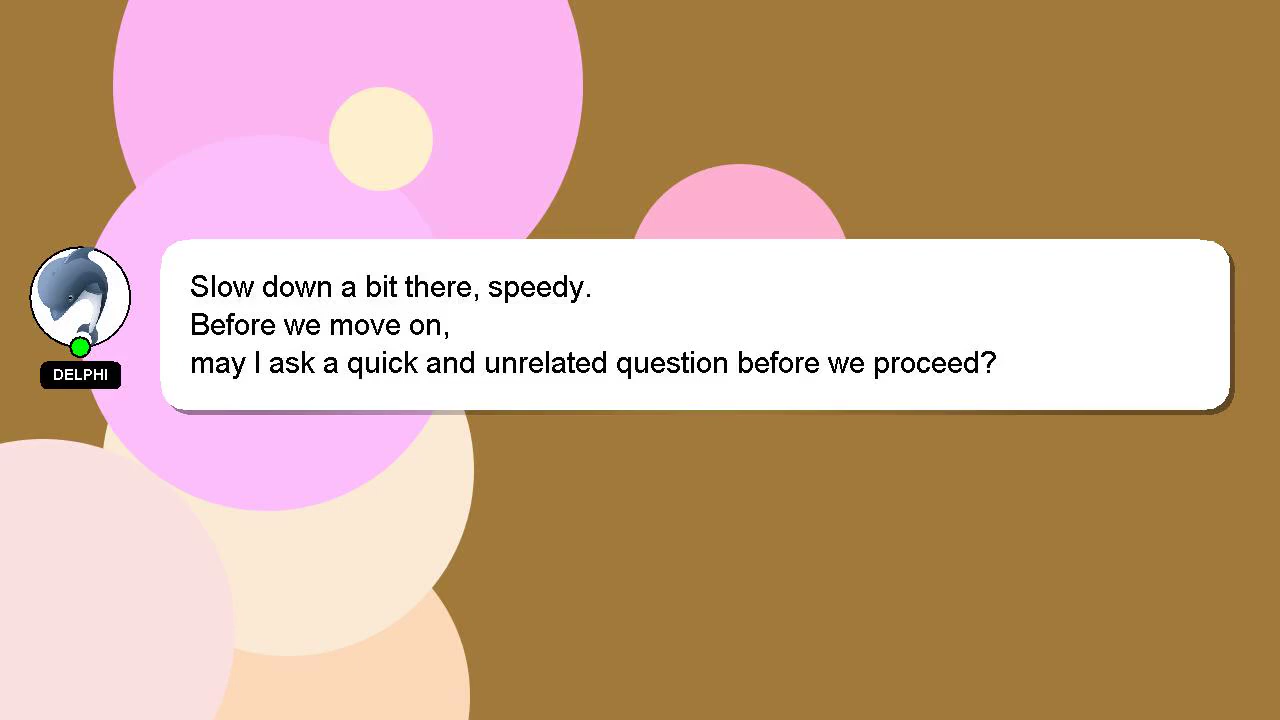 Slow down a bit there, speedy.
Before we move on,
may I ask a quick and unrelated question before we proceed?
DELPHI